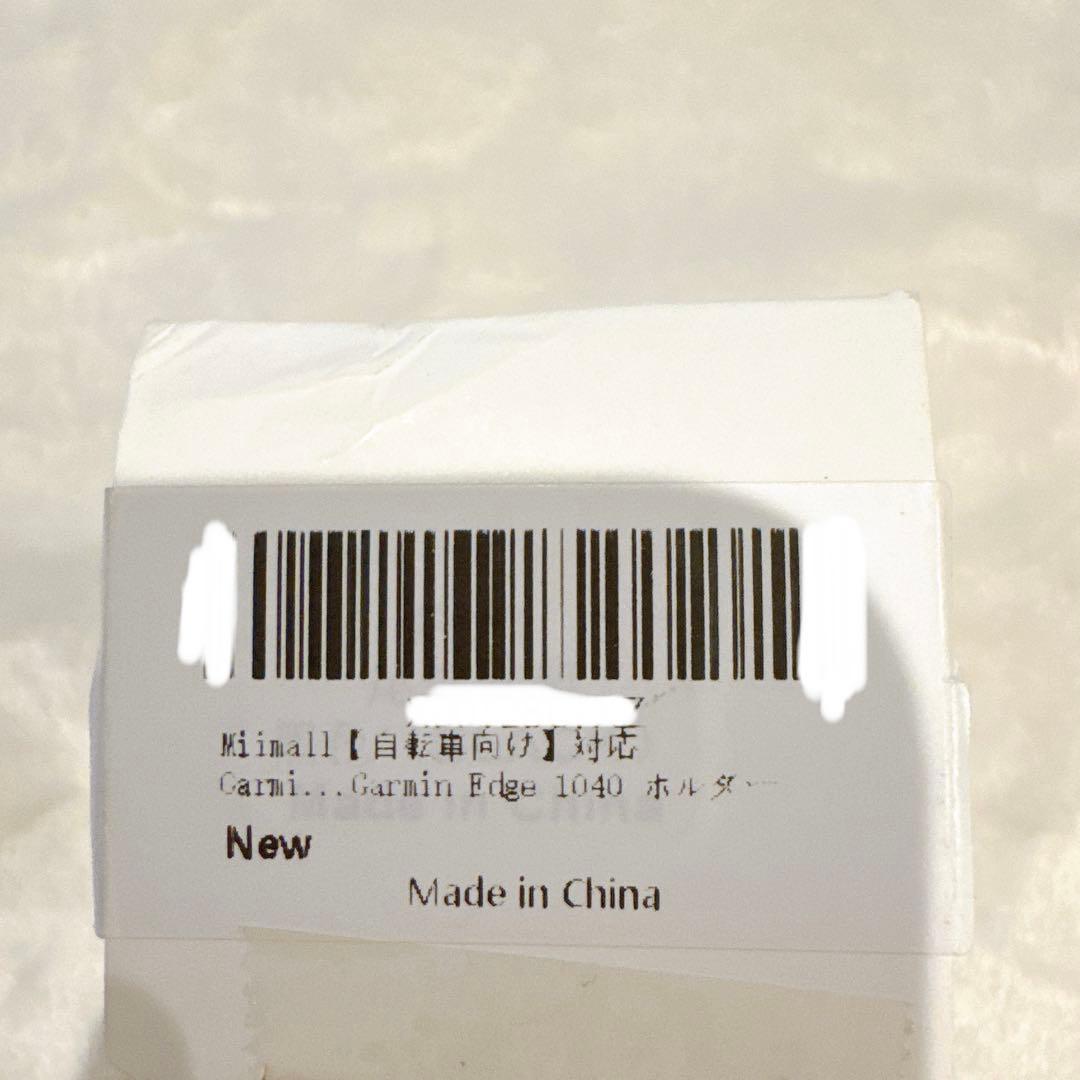 Miimall【自転車向け】対応
Garmi...Garmin Edge 1040 ホルダー
New
Made in China